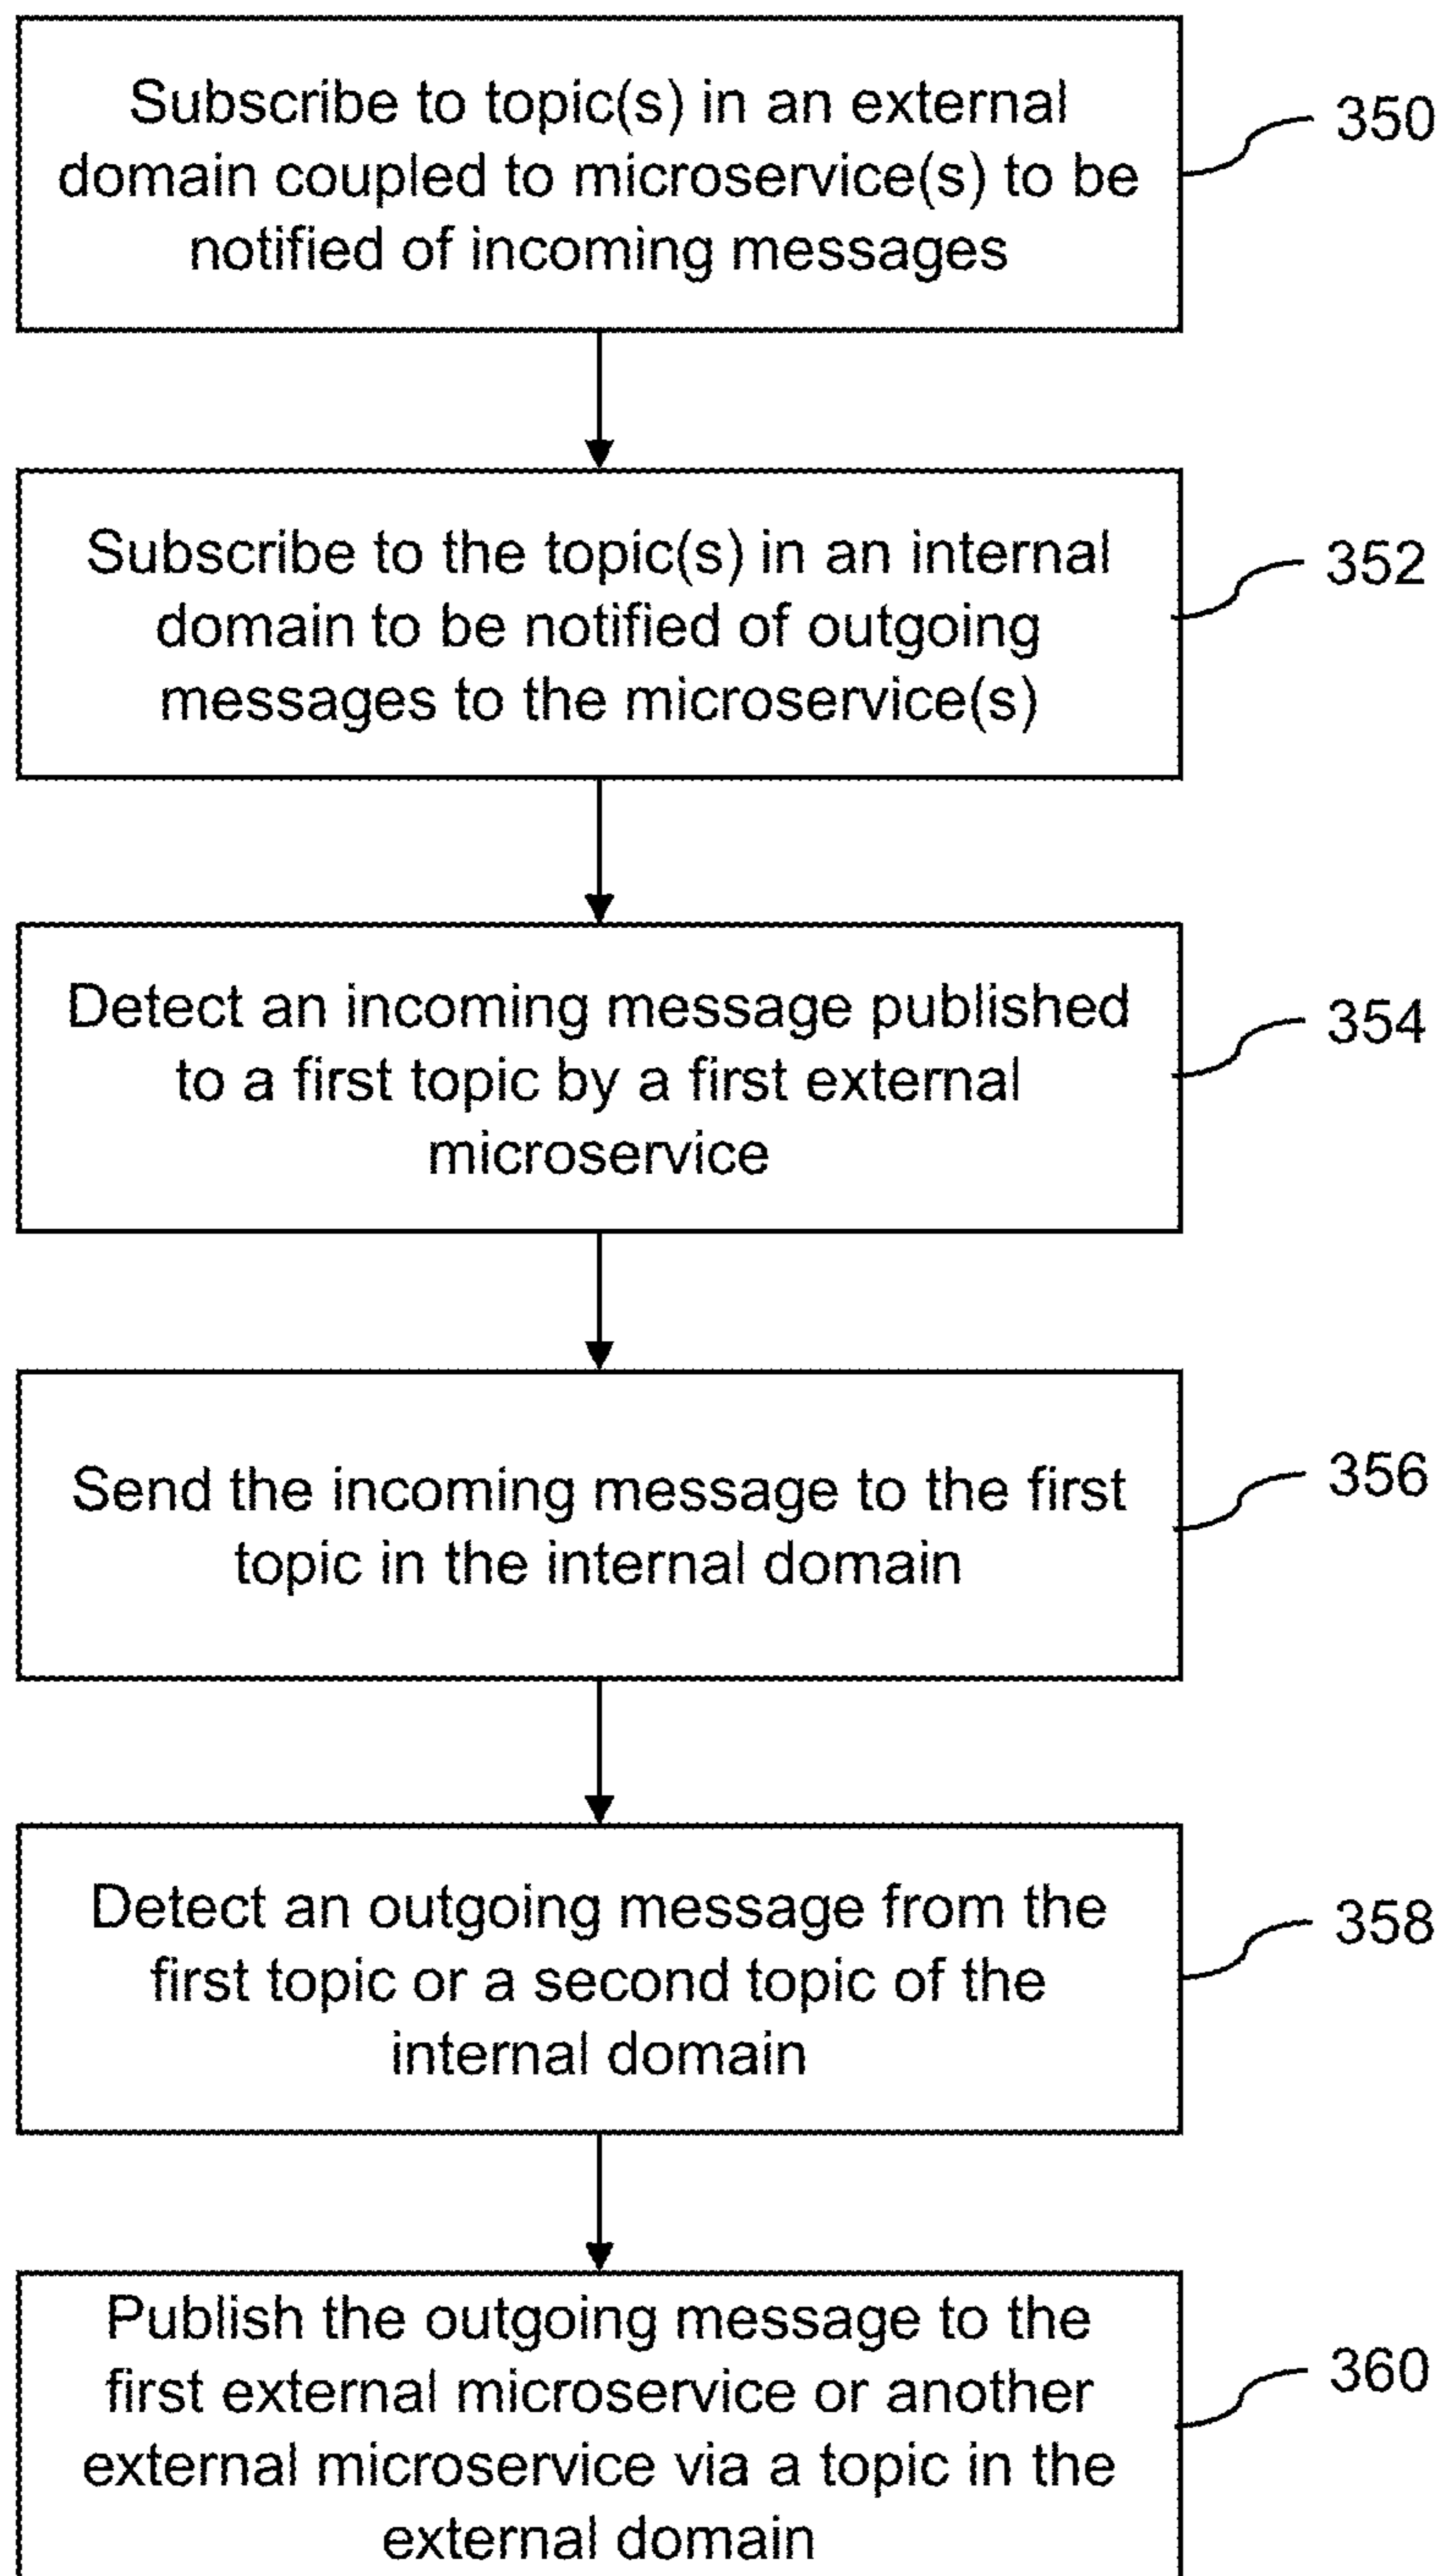 Subscribe to topic(s) in an external
domain coupled to microservice(s) to be
notified of incoming messages
350
Subscribe to the topic(s) in an internal
domain to be notified of outgoing
messages to the microservice(s)
352
Detect an incoming message published
to a first topic by a first external
microservice
354
Send the incoming message to the first
topic in the internal domain
356
Detect an outgoing message from the
first topic or a second topic of the
internal domain
358
Publish the outgoing message to the
first external microservice or another
external microservice via a topic in the
external domain
360